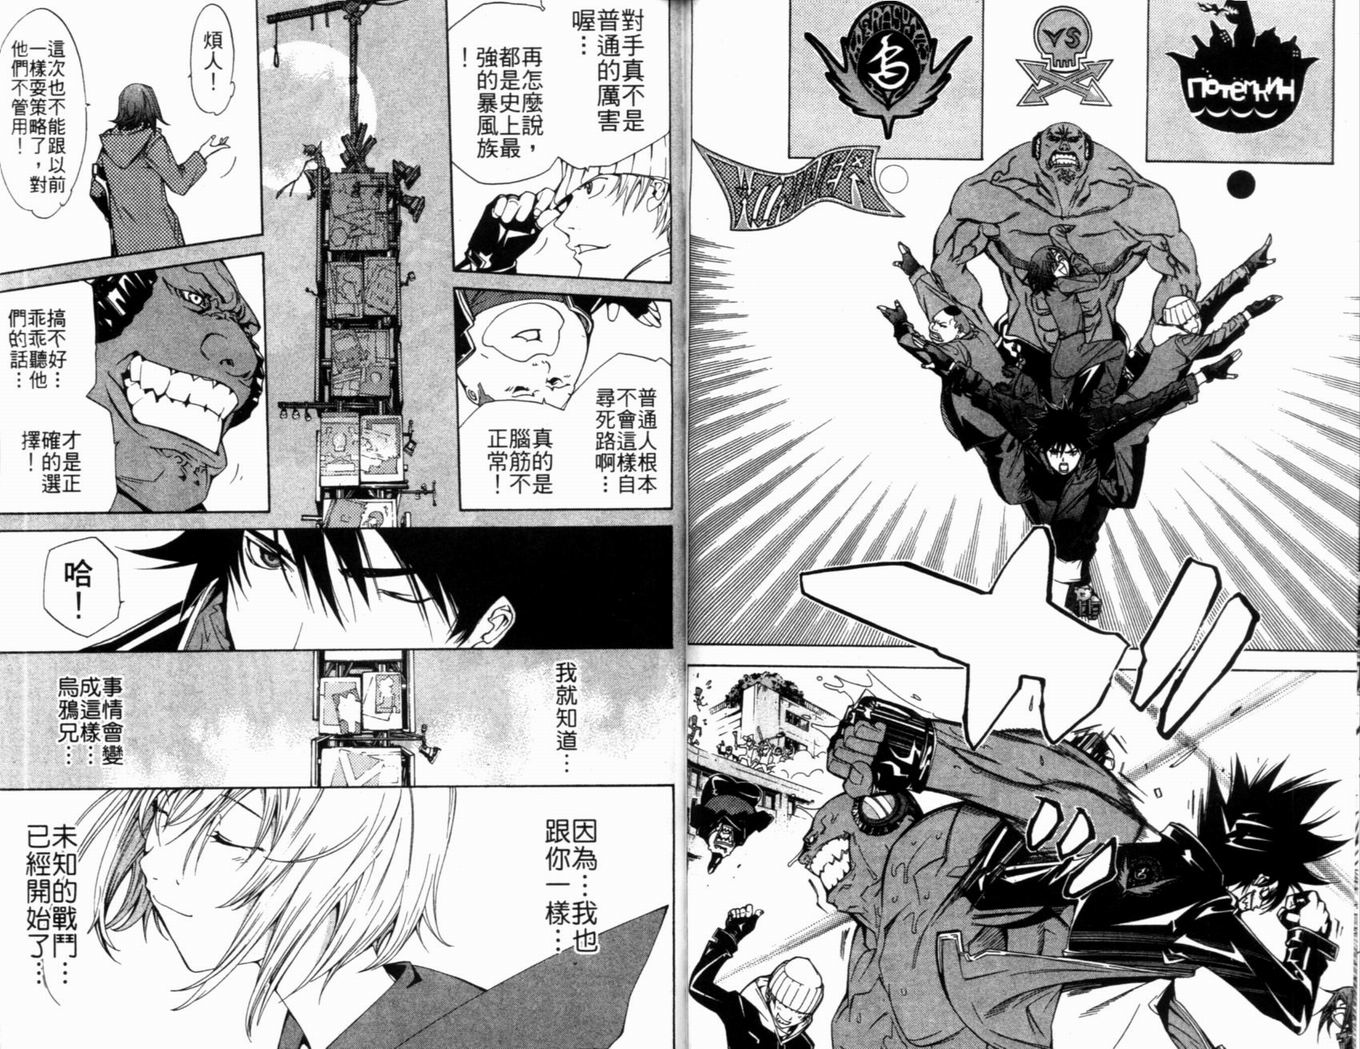 VS
ПОТЕМКИН
WINNER
對手真不是
普通的厲害
喔…
再怎麼說，
都是史上最
強的暴風族
！
煩人！
這次也不能跟以前
一樣耍策略了，對
他們不管用！
普通人根本
不會這樣自
尋死路啊…
真的是
腦筋不
正常！
搞不好…
乖乖聽他
們的話…
才是正
確的選
擇！
哈！
我就知道…
事情會變
成這樣…
烏鴉兄…
因為…我也
跟你一樣…
未知的戰鬥…
已經開始了…